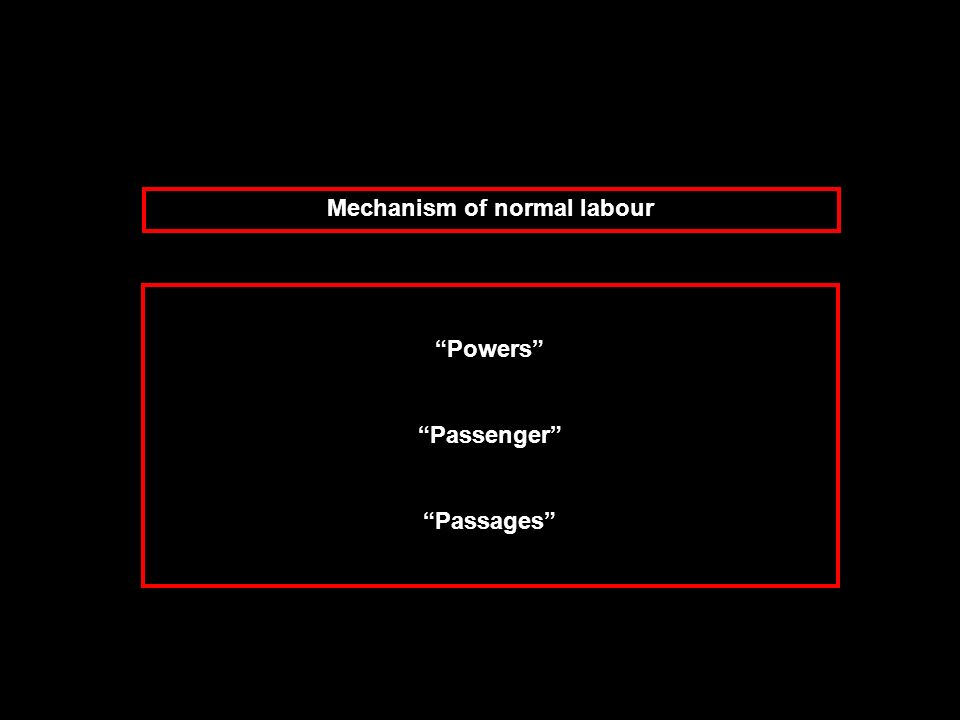 Mechanism of normal labour
“Powers”
“Passenger”
“Passages”